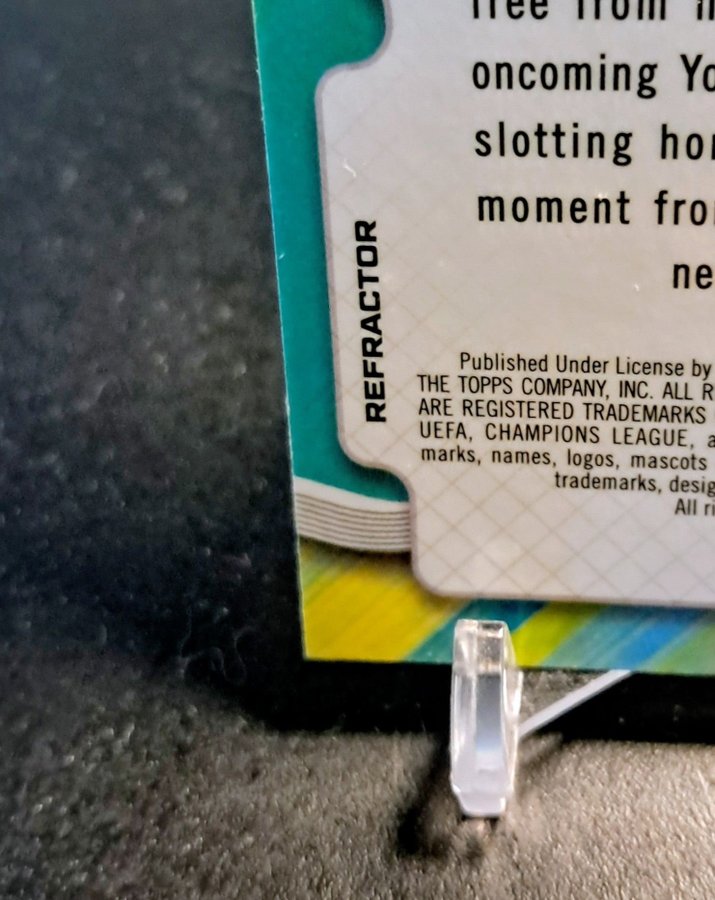 free from
oncoming Yo
slotting hor
moment fro
ne
REFRACTOR
Published Under License by
THE TOPPS COMPANY, INC. ALL R
ARE REGISTERED TRADEMARKS
UEFA, CHAMPIONS LEAGUE, a
marks, names, logos, mascots
trademarks, desig
All ri